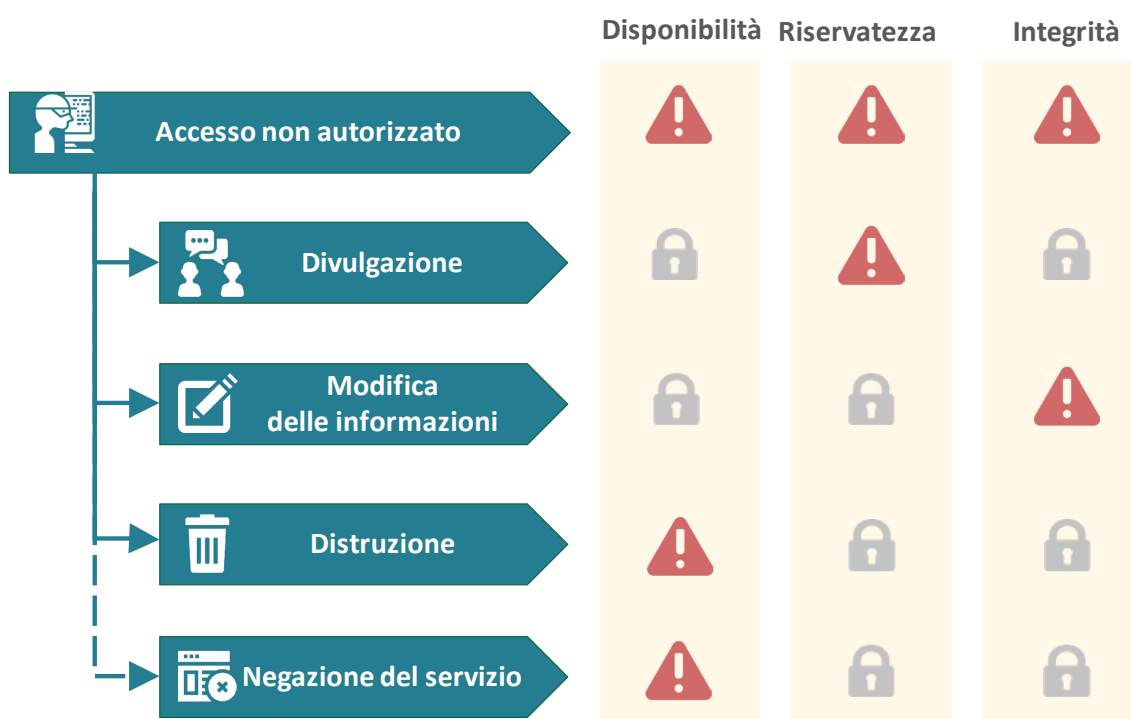 Disponibilità Riservatezza Integrità
Accesso non autorizzato
Divulgazione
Modifica
delle informazioni
Distruzione
Negazione del servizio